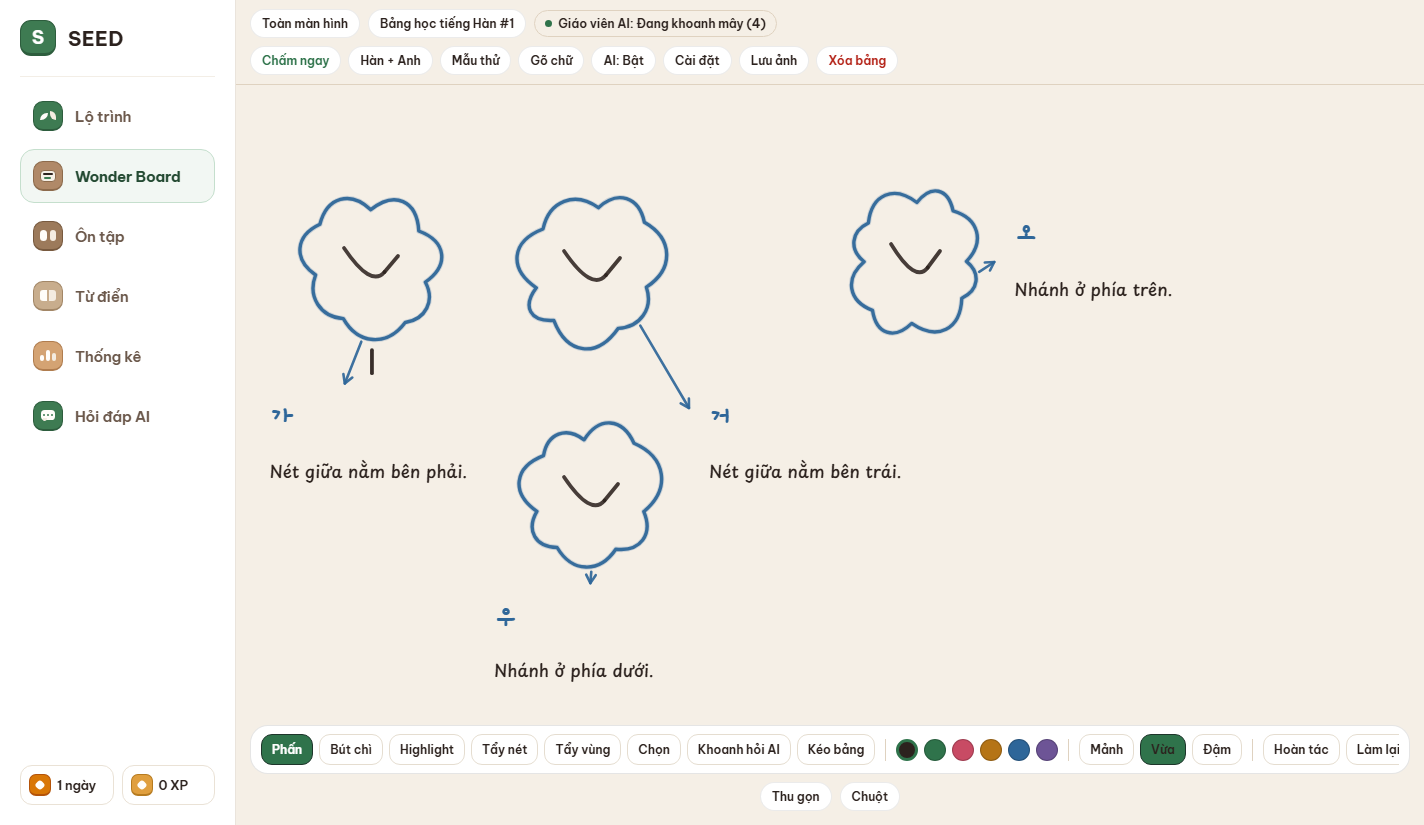 S SEED
Lộ trình
Wonder Board
Ôn tập
Từ điển
Thống kê
Hỏi đáp AI
1 ngày
0 XP
Toàn màn hình
Bảng học tiếng Hàn #1
Giáo viên AI: Đang khoanh mây (4)
Chấm ngay
Hàn + Anh
Mẫu thử
Gõ chữ
AI: Bật
Cài đặt
Lưu ảnh
Xóa bảng
가
Nét giữa nằm bên phải.
거
Nét giữa nằm bên trái.
오
Nhánh ở phía trên.
우
Nhánh ở phía dưới.
Phấn
Bút chì
Highlight
Tẩy nét
Tẩy vùng
Chọn
Khoanh hỏi AI
Kéo bảng
Mảnh
Vừa
Đậm
Hoàn tác
Làm lại
Thu gọn
Chuột